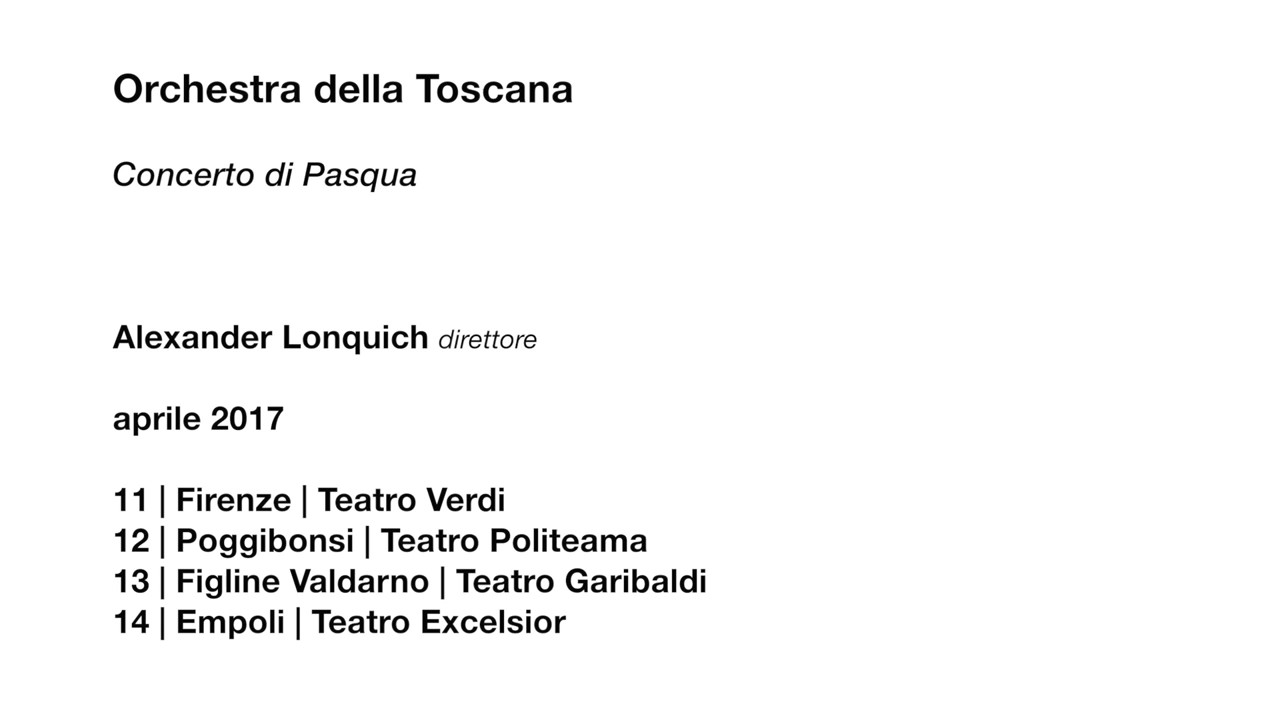 Orchestra della Toscana
Concerto di Pasqua
Alexander Lonquich direttore
aprile 2017
11 | Firenze | Teatro Verdi
12 | Poggibonsi | Teatro Politeama
13 | Figline Valdarno | Teatro Garibaldi
14 | Empoli | Teatro Excelsior